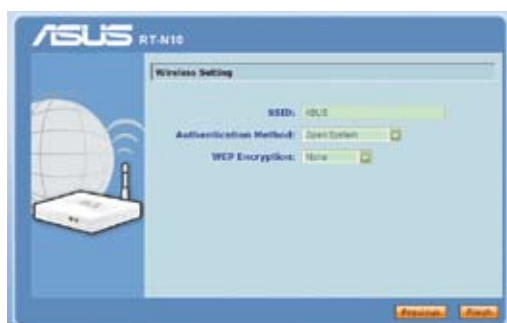 ASUS RT-N10
Wireless Setting
SSID: ASUS
Authentication Method: Open System
WEP Encryption: None
Previous Finish